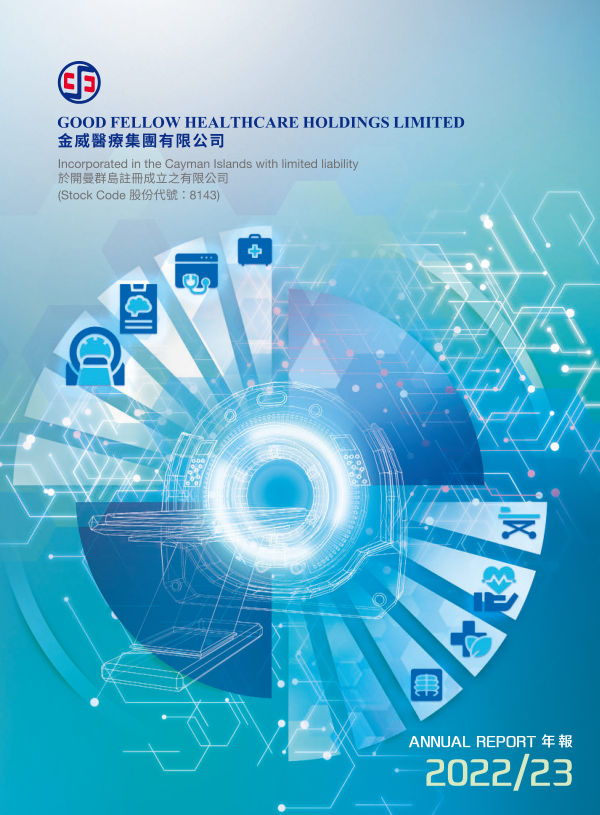 GOOD FELLOW HEALTHCARE HOLDINGS LIMITED
金威醫療集團有限公司
Incorporated in the Cayman Islands with limited liability
於開曼群島註冊成立之有限公司
(Stock Code 股份代號：8143)
ANNUAL REPORT 年報
2022/23